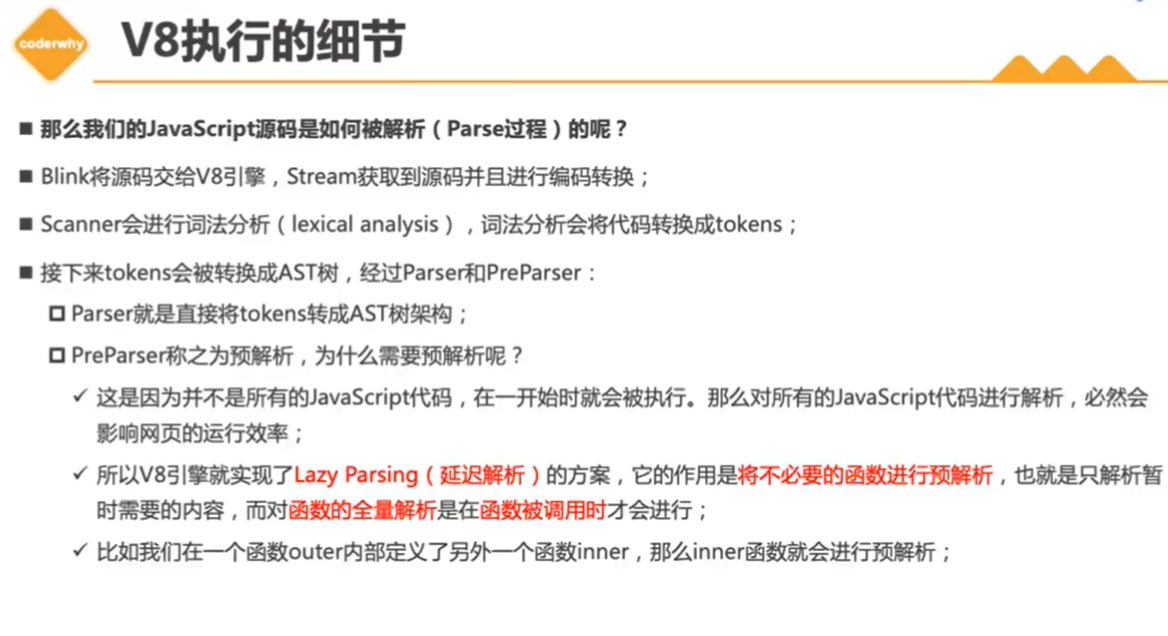 coderwhy
V8执行的细节
■ 那么我们的JavaScript源码是如何被解析（Parse过程）的呢？
■ Blink将源码交给V8引擎，Stream获取到源码并且进行编码转换；
■ Scanner会进行词法分析（lexical analysis），词法分析会将代码转换成tokens；
■ 接下来tokens会被转换成AST树，经过Parser和PreParser：
Parser就是直接将tokens转成AST树架构；
PreParser称之为预解析，为什么需要预解析呢？
✓ 这是因为并不是所有的JavaScript代码，在一开始时就会被执行。那么对所有的JavaScript代码进行解析，必然会
影响网页的运行效率；
✓ 所以V8引擎就实现了Lazy Parsing（延迟解析）的方案，它的作用是将不必要的函数进行预解析，也就是只解析暂
时需要的内容，而对函数的全量解析是在函数被调用时才会进行；
✓ 比如我们在一个函数outer内部定义了另外一个函数inner，那么inner函数就会进行预解析；